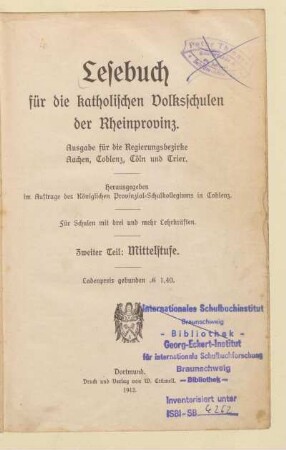 Lesebuch
für die katholischen Volksschulen
der Rheinprovinz.
Ausgabe für die Regierungsbezirke
Aachen, Coblenz, Cöln und Trier.
Herausgegeben
im Auftrage des Königlichen Provinzial-Schulkollegiums in Coblenz.
Für Schulen mit drei und mehr Lehrkräften.
Zweiter Teil: Mittelstufe.
Ladenpreis gebunden ℳ 1,40.
Internationales Schulbuchinstitut
Braunschweig
- Bibliothek -
Georg-Eckert-Institut
für internationale Schulbuchforschung
Braunschweig
— Bibliothek —
Inventarisiert unter
ISBI-SB 4262
Dortmund.
Druck und Verlag von W. Crüwell.
1912.